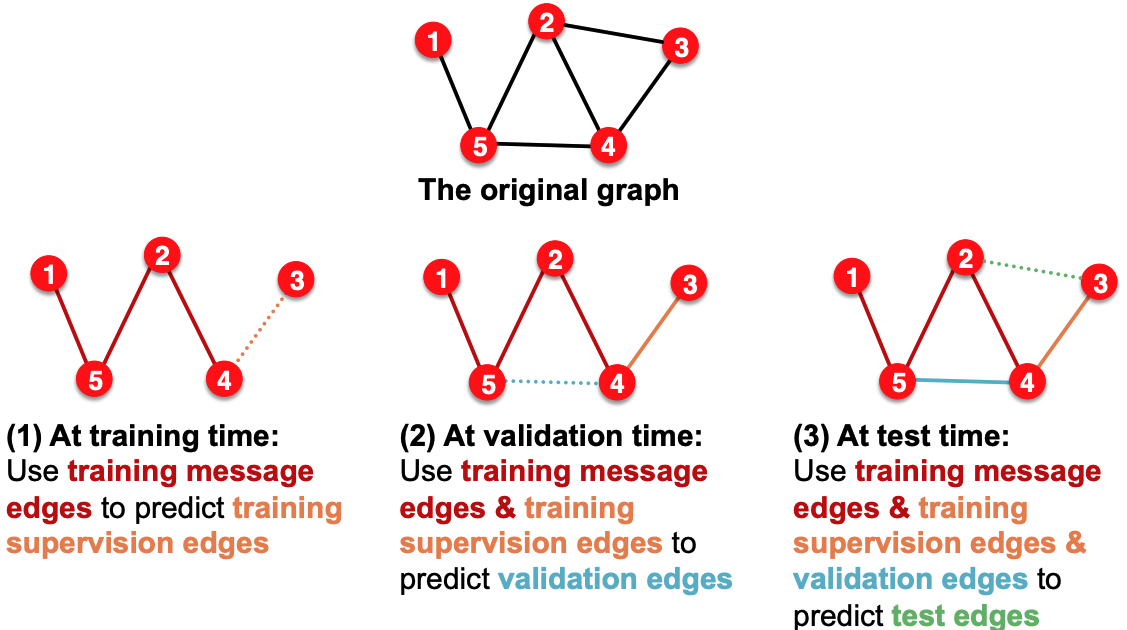 1
2
3
5
4
The original graph
1
2
3
5
4
(1) At training time:
Use training message
edges to predict training
supervision edges
1
2
3
5
4
(2) At validation time:
Use training message
edges & training
supervision edges to
predict validation edges
1
2
3
5
4
(3) At test time:
Use training message
edges & training
supervision edges &
validation edges to
predict test edges